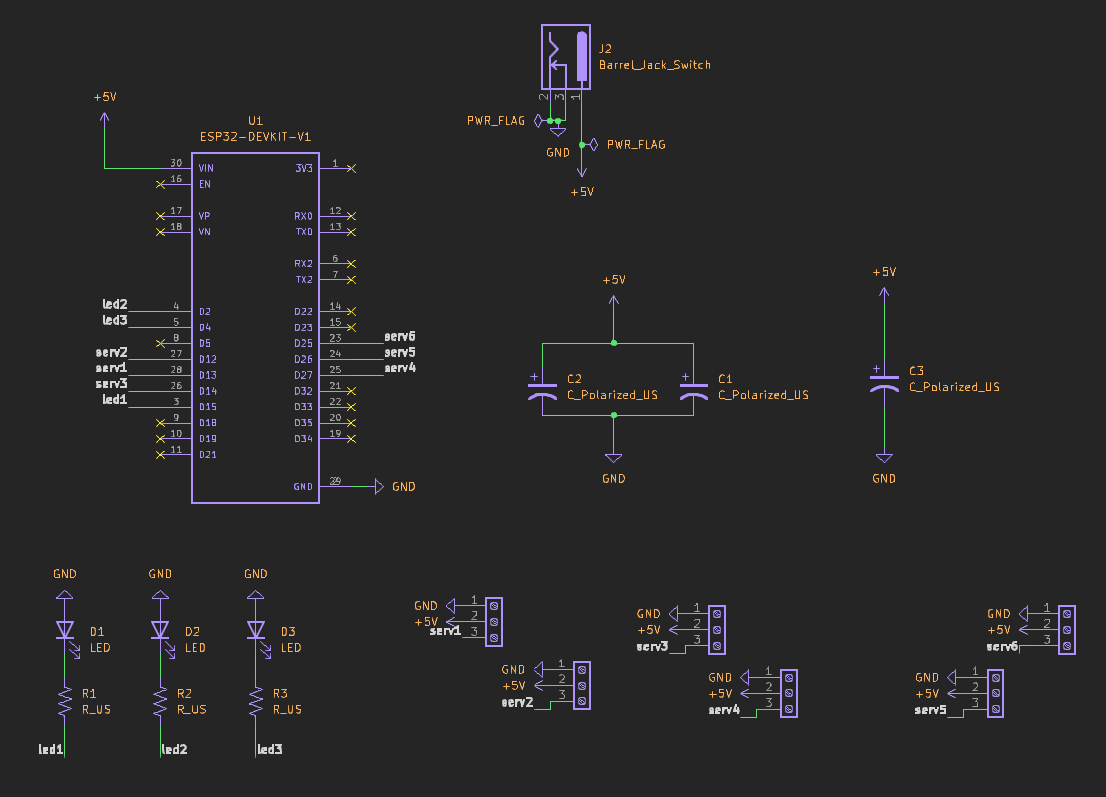 J2
Barrel_Jack_Switch
2 3 1
PWR_FLAG
GND
PWR_FLAG
+5V
+5V
U1
ESP32-DEVKIT-V1
30 VIN 3V3 1
16 EN
17 VP RX0 12
18 VN TX0 13
RX2 6
TX2 7
led2 4 D2 D22 14
led3 5 D4 D23 15
8 D5 D25 23 serv6
serv2 27 D12 D26 24 serv5
serv1 28 D13 D27 25 serv4
serv3 26 D14 D32 21
led1 3 D15 D33 22
9 D18 D35 20
10 D19 D34 19
11 D21
GND GND
+5V
C2
C_Polarized_US
C1
C_Polarized_US
GND
+5V
C3
C_Polarized_US
GND
GND
D1
LED
R1
R_US
led1
GND
D2
LED
R2
R_US
led2
GND
D3
LED
R3
R_US
led3
GND 1
+5V 2
serv1 3
GND 1
+5V 2
serv2 3
GND 1
+5V 2
serv3 3
GND 1
+5V 2
serv4 3
GND 1
+5V 2
serv5 3
GND 1
+5V 2
serv6 3